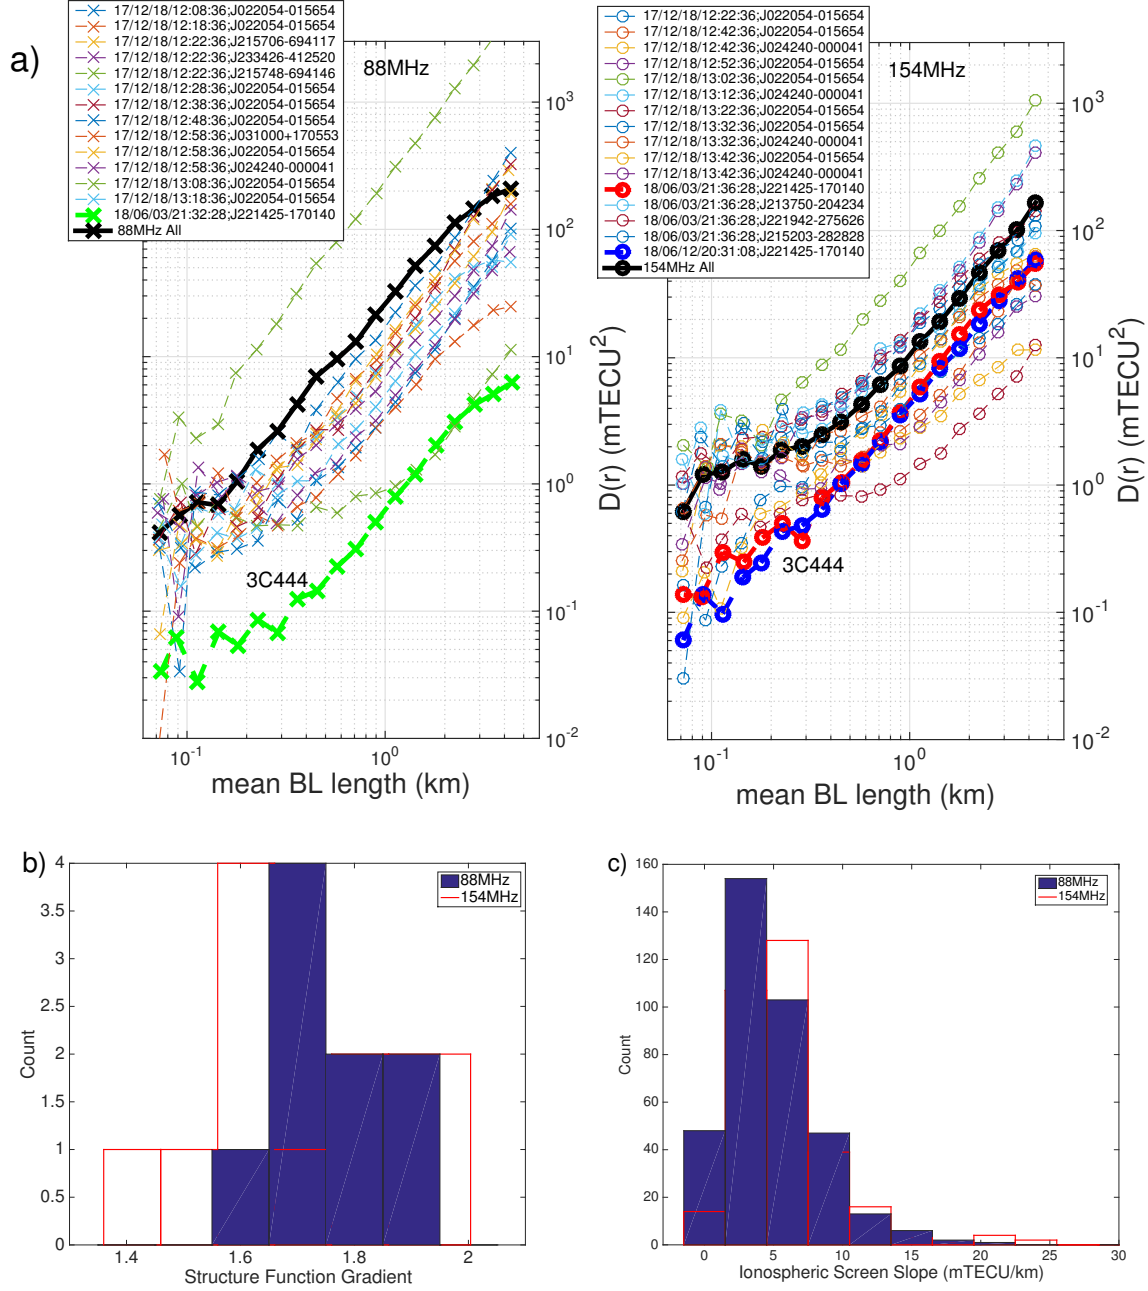 a)
17/12/18/12:08:36;J022054-015654
17/12/18/12:18:36;J022054-015654
17/12/18/12:22:36;J215706-694117
17/12/18/12:22:36;J233426-412520
17/12/18/12:22:36;J215748-694146
17/12/18/12:28:36;J022054-015654
17/12/18/12:38:36;J022054-015654
17/12/18/12:48:36;J022054-015654
17/12/18/12:58:36;J031000+170553
17/12/18/12:58:36;J022054-015654
17/12/18/12:58:36;J024240-000041
17/12/18/13:08:36;J022054-015654
17/12/18/13:18:36;J022054-015654
18/06/03/21:32:28;J221425-170140
88MHz All
88MHz
3C444
10^3
10^2
10^1
10^0
10^-1
10^-2
D(r) (mTECU^2)
10^-1
10^0
mean BL length (km)
17/12/18/12:22:36;J022054-015654
17/12/18/12:42:36;J022054-015654
17/12/18/12:42:36;J024240-000041
17/12/18/12:52:36;J022054-015654
17/12/18/13:02:36;J022054-015654
17/12/18/13:12:36;J024240-000041
17/12/18/13:22:36;J022054-015654
17/12/18/13:32:36;J022054-015654
17/12/18/13:32:36;J024240-000041
17/12/18/13:42:36;J022054-015654
17/12/18/13:42:36;J024240-000041
18/06/03/21:36:28;J221425-170140
18/06/03/21:36:28;J213750-204234
18/06/03/21:36:28;J221942-275626
18/06/03/21:36:28;J215203-282828
18/06/12/20:31:08;J221425-170140
154MHz All
154MHz
3C444
10^3
10^2
10^1
10^0
10^-1
10^-2
D(r) (mTECU^2)
10^-1
10^0
mean BL length (km)
b)
88MHz
154MHz
4
3.5
3
2.5
2
1.5
1
0.5
0
Count
1.4
1.6
1.8
2
Structure Function Gradient
c)
88MHz
154MHz
160
140
120
100
80
60
40
20
0
Count
0
5
10
15
20
25
30
Ionospheric Screen Slope (mTECU/km)